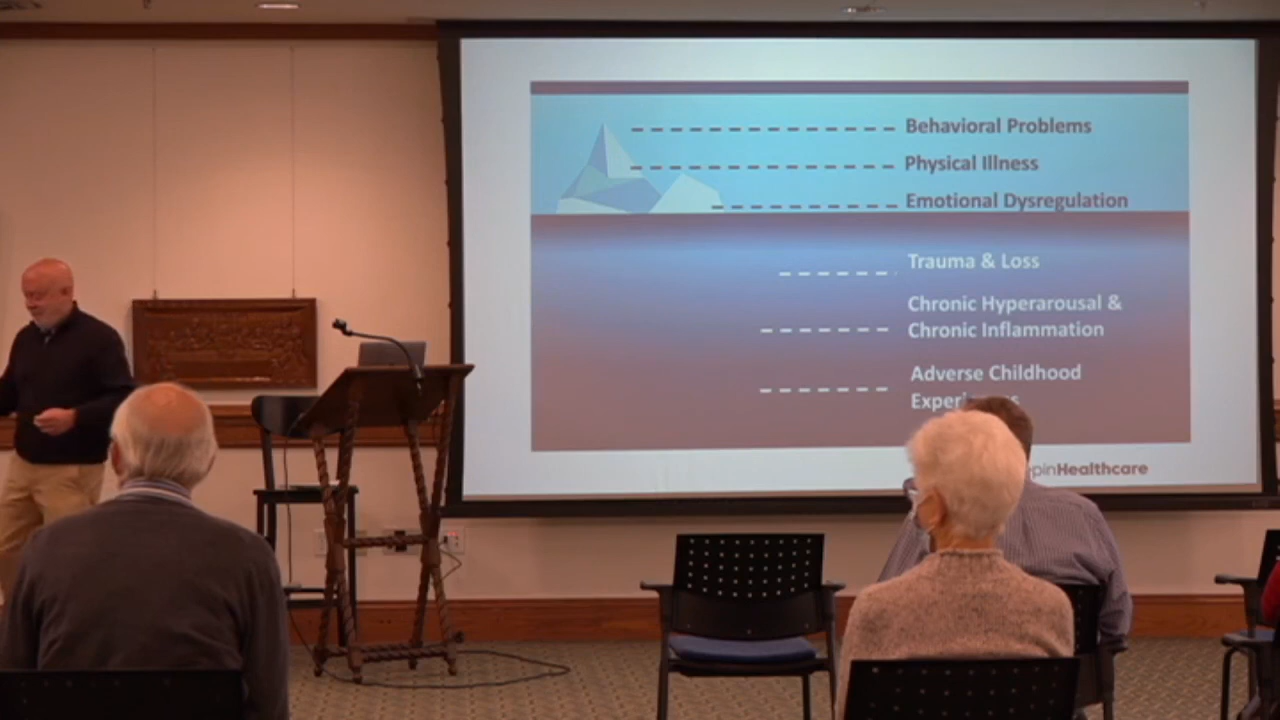 Behavioral Problems
Physical Illness
Emotional Dysregulation
Trauma & Loss
Chronic Hyperarousal &
Chronic Inflammation
Adverse Childhood
Healthcare